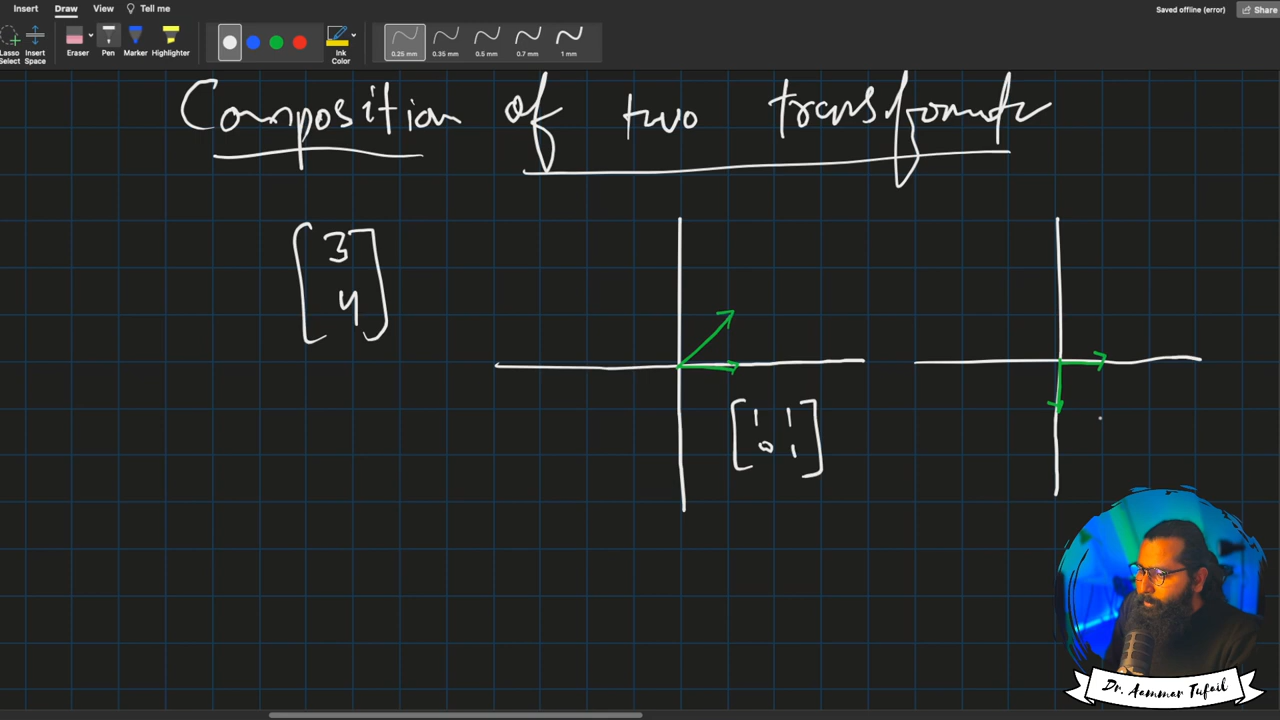 Insert Draw View Tell me
Saved offline (error) Share
Lasso Select Insert Space Eraser Pen Marker Highlighter Ink Color 0.25 mm 0.35 mm 0.5 mm 0.7 mm 1 mm
Composition of two
3
4
1 1
0 1
Dr. Aammar Tufail